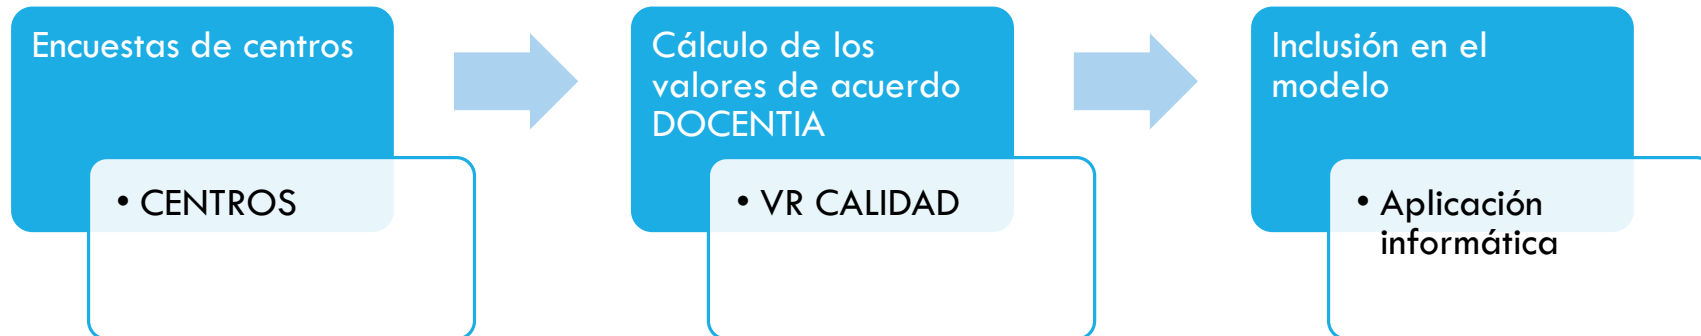 Encuestas de centros
• CENTROS
Cálculo de los
valores de acuerdo
DOCENTIA
• VR CALIDAD
Inclusión en el
modelo
• Aplicación
informática